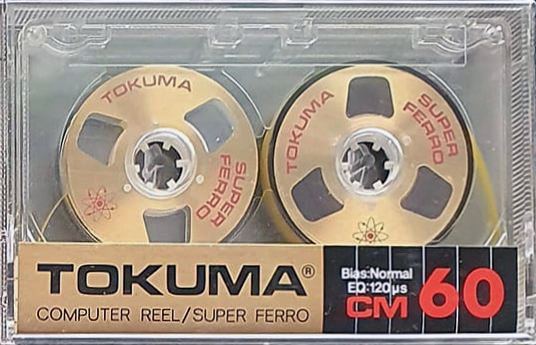 TOKUMA
SUPER
FERRO
TOKUMA
SUPER
FERRO
TOKUMA®
COMPUTER REEL/SUPER FERRO
Bias:Normal
EQ:120μs
CM 60